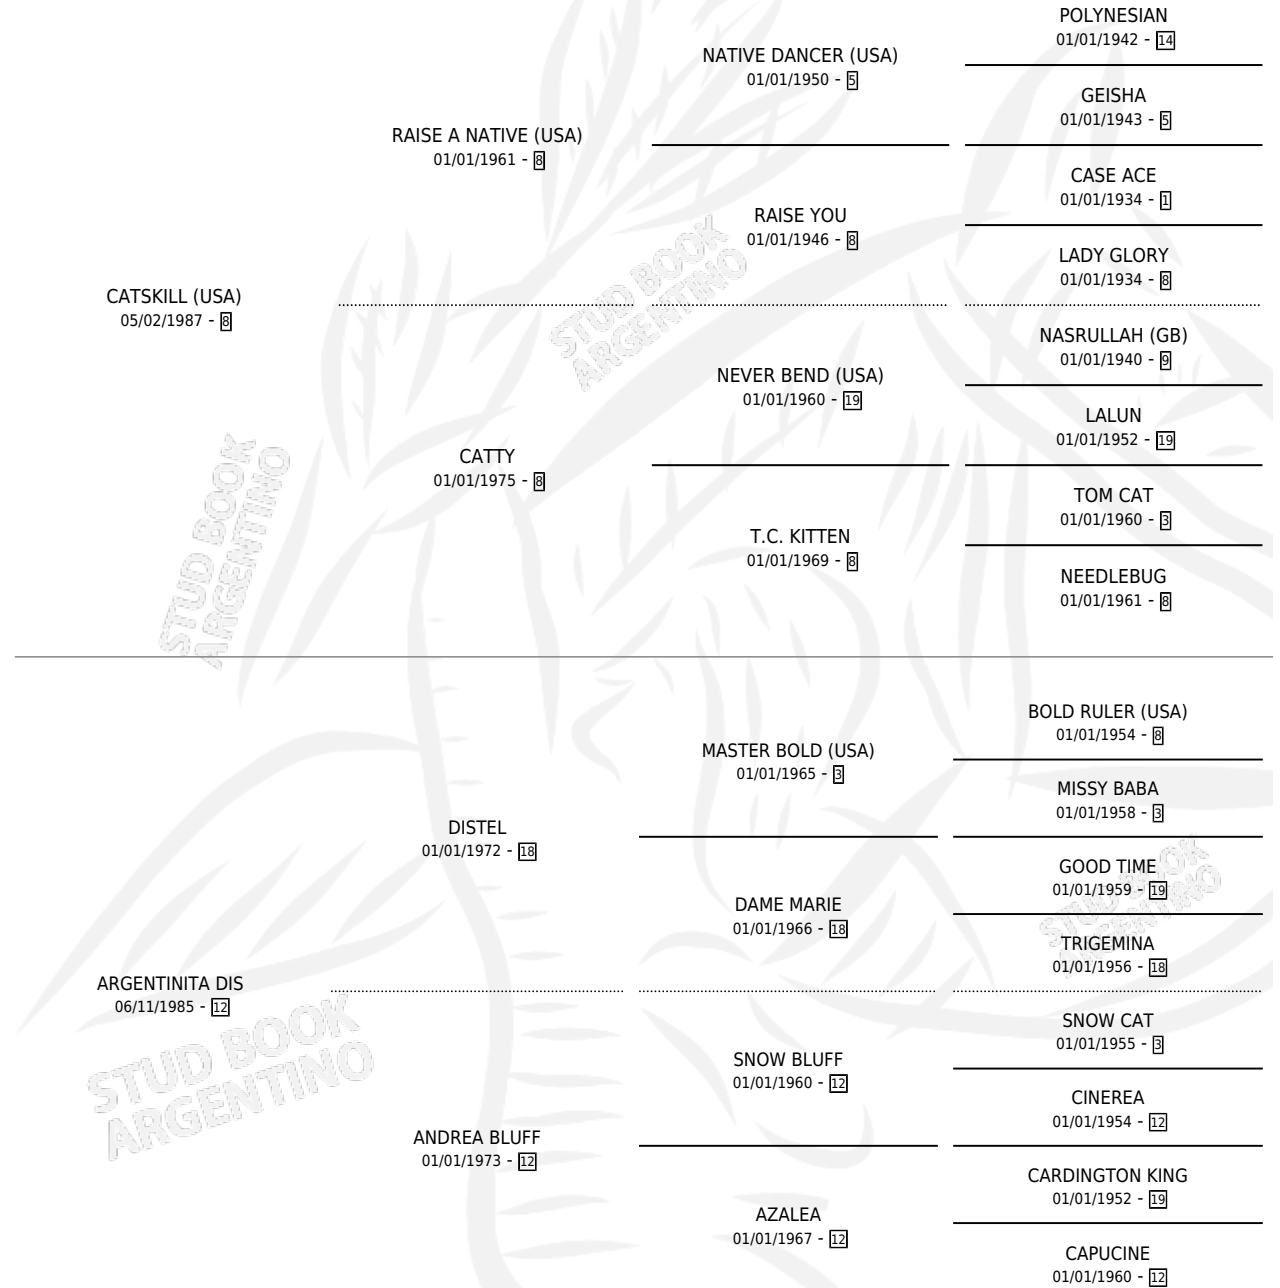 POLYNESIAN
01/01/1942 - 14
NATIVE DANCER (USA)
01/01/1950 - 5
GEISHA
01/01/1943 - 5
RAISE A NATIVE (USA)
01/01/1961 - 8
CASE ACE
01/01/1934 - 1
RAISE YOU
01/01/1946 - 8
LADY GLORY
01/01/1934 - 8
CATSKILL (USA)
05/02/1987 - 8
STUD BOOK
ARGENTINO
NASRULLAH (GB)
01/01/1940 - 9
NEVER BEND (USA)
01/01/1960 - 19
LALUN
01/01/1952 - 19
CATTY
01/01/1975 - 8
TOM CAT
01/01/1960 - 3
T.C. KITTEN
01/01/1969 - 8
NEEDLEBUG
01/01/1961 - 8
STUD BOOK
ARGENTINO
BOLD RULER (USA)
01/01/1954 - 8
MASTER BOLD (USA)
01/01/1965 - 3
MISSY BABA
01/01/1958 - 3
DISTEL
01/01/1972 - 18
GOOD TIME
01/01/1959 - 19
DAME MARIE
01/01/1966 - 18
STUD BOOK
ARGENTINO
TRIGEMINA
01/01/1956 - 18
ARGENTINITA DIS
06/11/1985 - 12
SNOW CAT
01/01/1955 - 3
SNOW BLUFF
01/01/1960 - 12
CINEREA
01/01/1954 - 12
STUD BOOK
ARGENTINO
ANDREA BLUFF
01/01/1973 - 12
CARDINGTON KING
01/01/1952 - 19
AZALEA
01/01/1967 - 12
CAPUCINE
01/01/1960 - 12